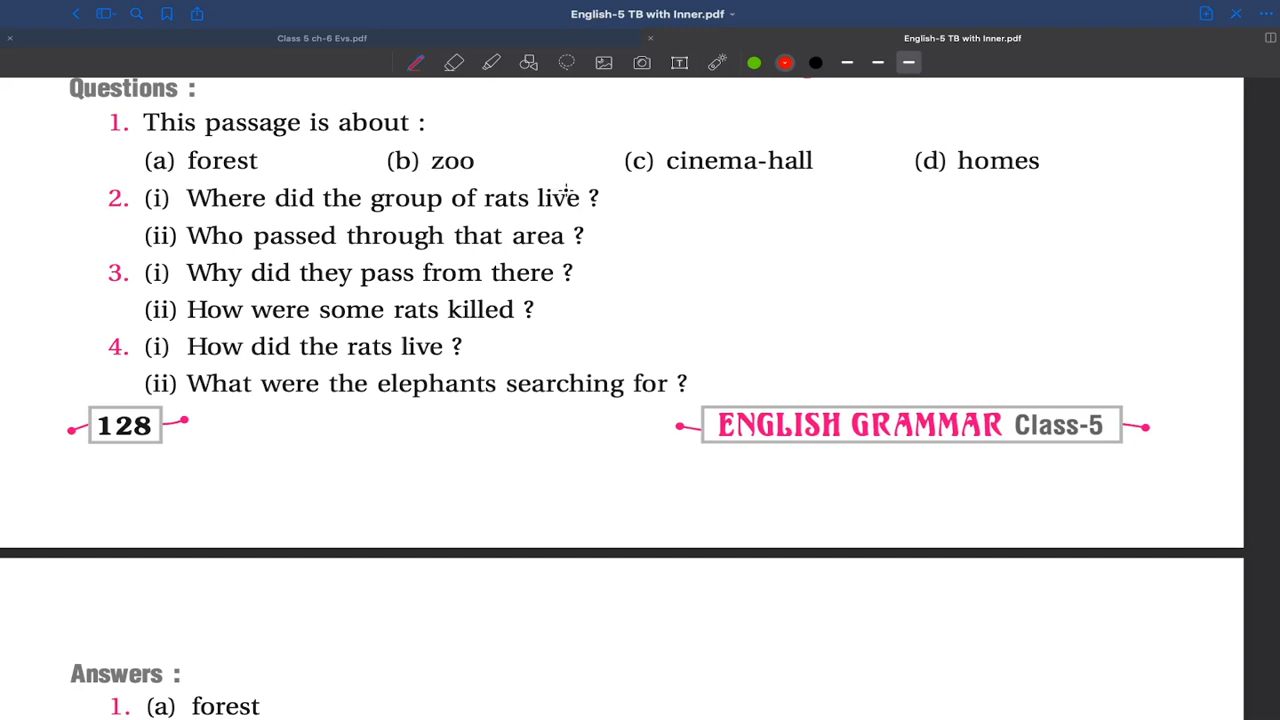 English-5 TB with Inner.pdf
Class 5 ch-6 Evs.pdf
English-5 TB with Inner.pdf
Questions :
1. This passage is about :
(a) forest (b) zoo (c) cinema-hall (d) homes
2. (i) Where did the group of rats live ?
(ii) Who passed through that area ?
3. (i) Why did they pass from there ?
(ii) How were some rats killed ?
4. (i) How did the rats live ?
(ii) What were the elephants searching for ?
128 ENGLISH GRAMMAR Class-5
Answers :
1. (a) forest